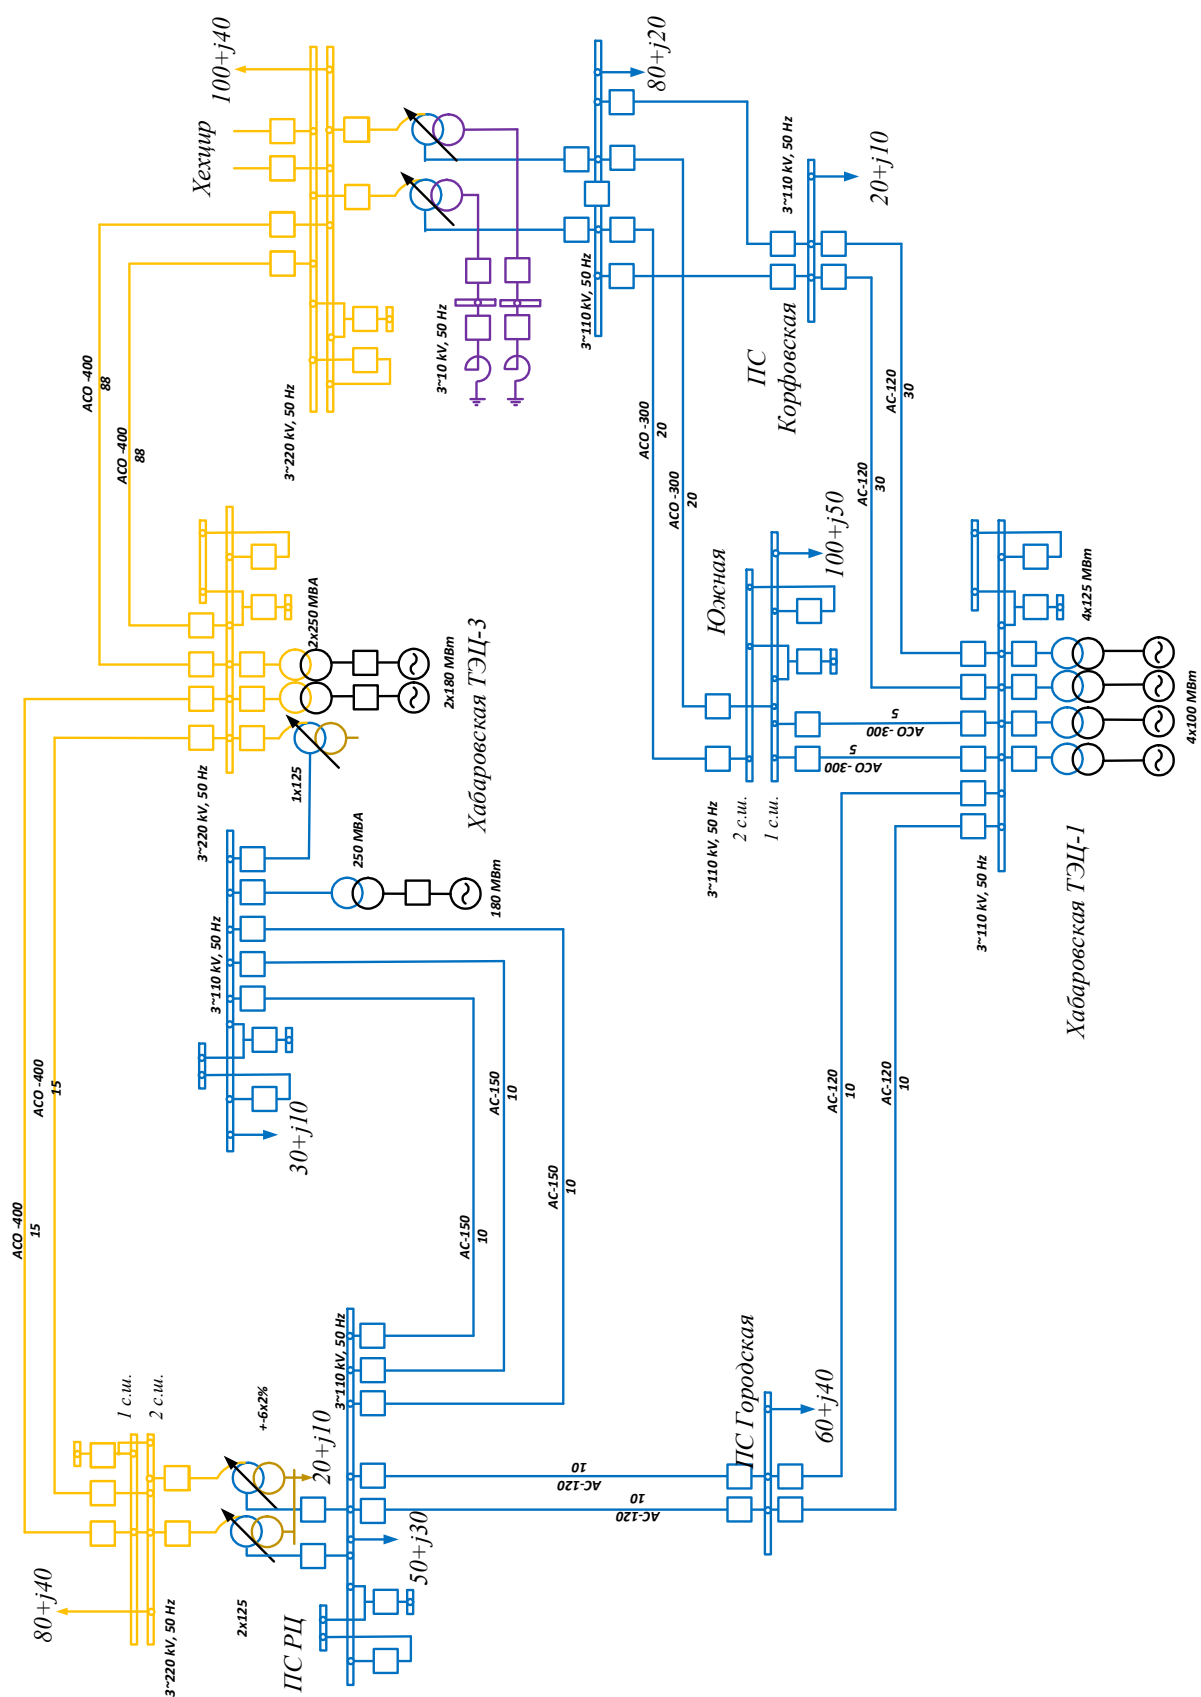 80+j40
3~220 kV, 50 Hz
1 с.ш.
2 с.ш.
ПС РЦ
2x125
+-6x2%
20+j10
50+j30
3~110 kV, 50 Hz
АСО -400
15
АСО -400
15
30+j10
3~110 kV, 50 Hz
АС-150
10
АС-150
10
АС-150
10
250 МВА
180 МВт
1x125
3~220 kV, 50 Hz
2x250 МВА
2x180 МВт
Хабаровская ТЭЦ-3
АСО -400
88
АСО -400
88
Хехцир
100+j40
3~220 kV, 50 Hz
3~10 kV, 50 Hz
3~110 kV, 50 Hz
80+j20
ПС
Корфовская
3~110 kV, 50 Hz
20+j10
АСО -300
20
АСО -300
20
АС-120
30
АС-120
30
Южная
3~110 kV, 50 Hz
2 с.ш.
1 с.ш.
100+j50
АСО -300
5
АСО -300
5
ПС Городская
60+j40
АС-120
10
АС-120
10
АС-120
10
АС-120
10
3~110 kV, 50 Hz
Хабаровская ТЭЦ-1
4x125 МВт
4x100 МВт